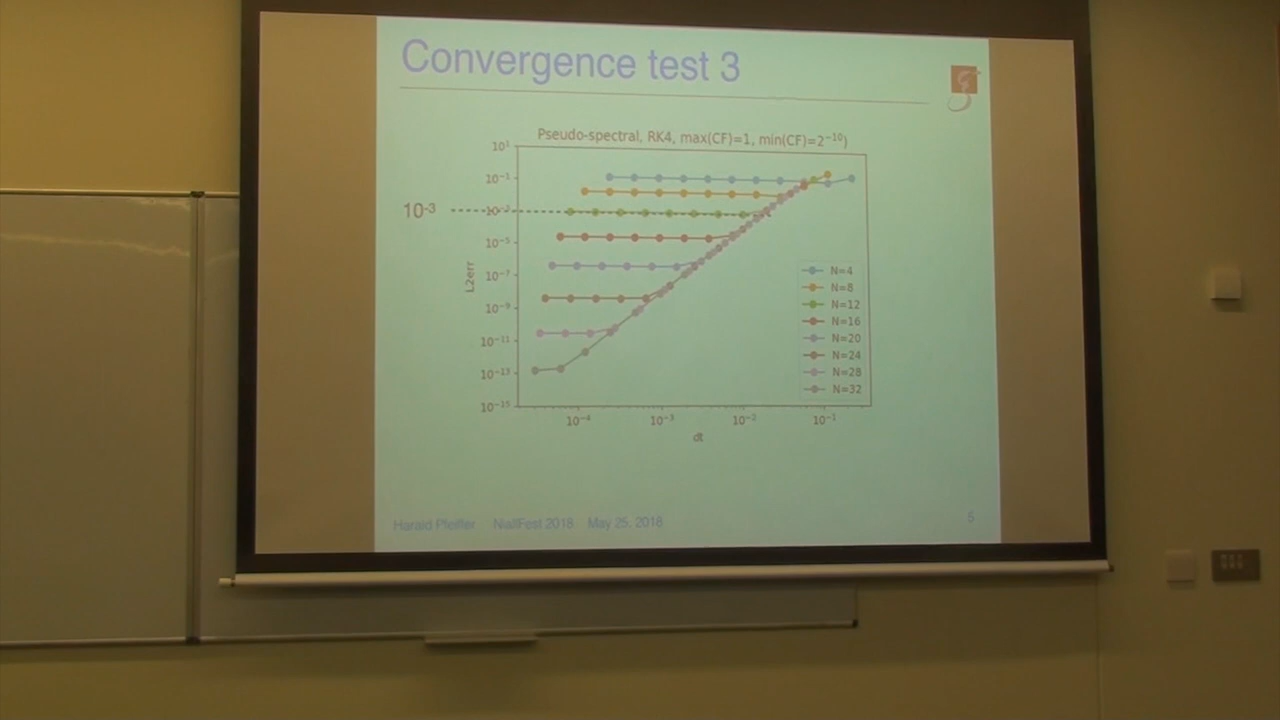 Convergence test 3
Pseudo-spectral, RK4, max(CF)=1, min(CF)=2⁻¹⁰)
10¹
10⁻¹
10⁻³
10⁻³
10⁻⁵
10⁻⁷
10⁻⁹
10⁻¹¹
10⁻¹³
10⁻¹⁵
L2err
10⁻⁴
10⁻³
10⁻²
10⁻¹
dt
N=4
N=8
N=12
N=16
N=20
N=24
N=28
N=32
Harald Pfeiffer NiallFest 2018 May 25, 2018
5